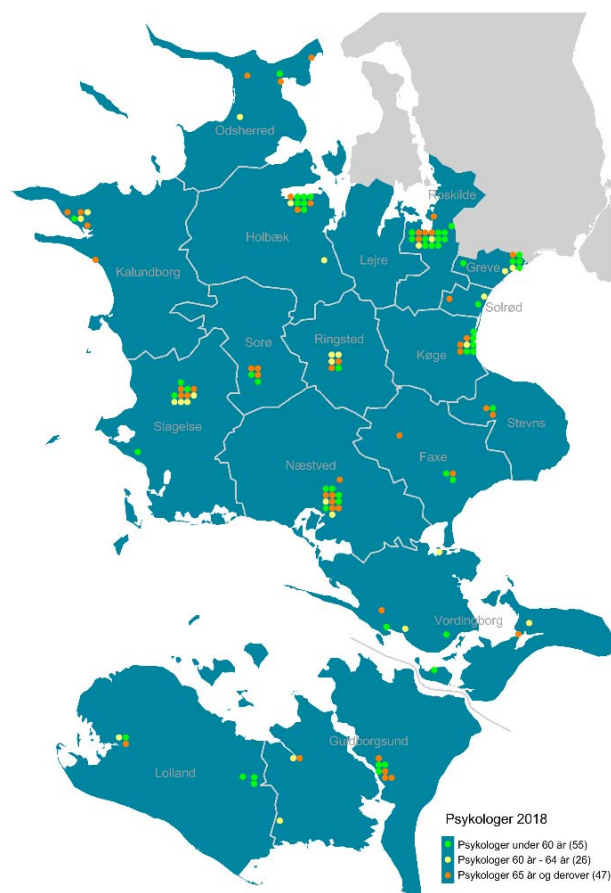 Odsherred
Roskilde
Holbæk
Lejre
Greve
Kalundborg
Solrød
Sorø
Ringsted
Køge
Slagelse
Stevns
Næstved
Faxe
Vordingborg
Guldborgsund
Lolland
Psykologer 2018
Psykologer under 60 år (55)
Psykologer 60 år - 64 år (26)
Psykologer 65 år og derover (47)